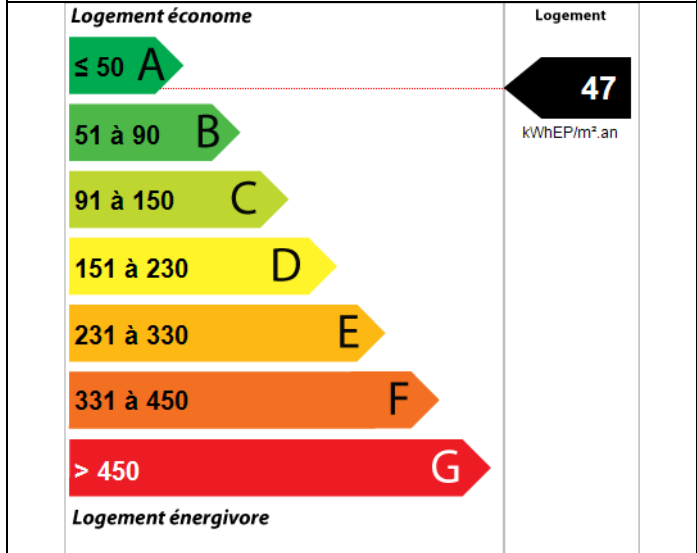 Logement économe
Logement
≤ 50 A
47
kWhEP/m².an
51 à 90 B
91 à 150 C
151 à 230 D
231 à 330 E
331 à 450 F
> 450 G
Logement énergivore